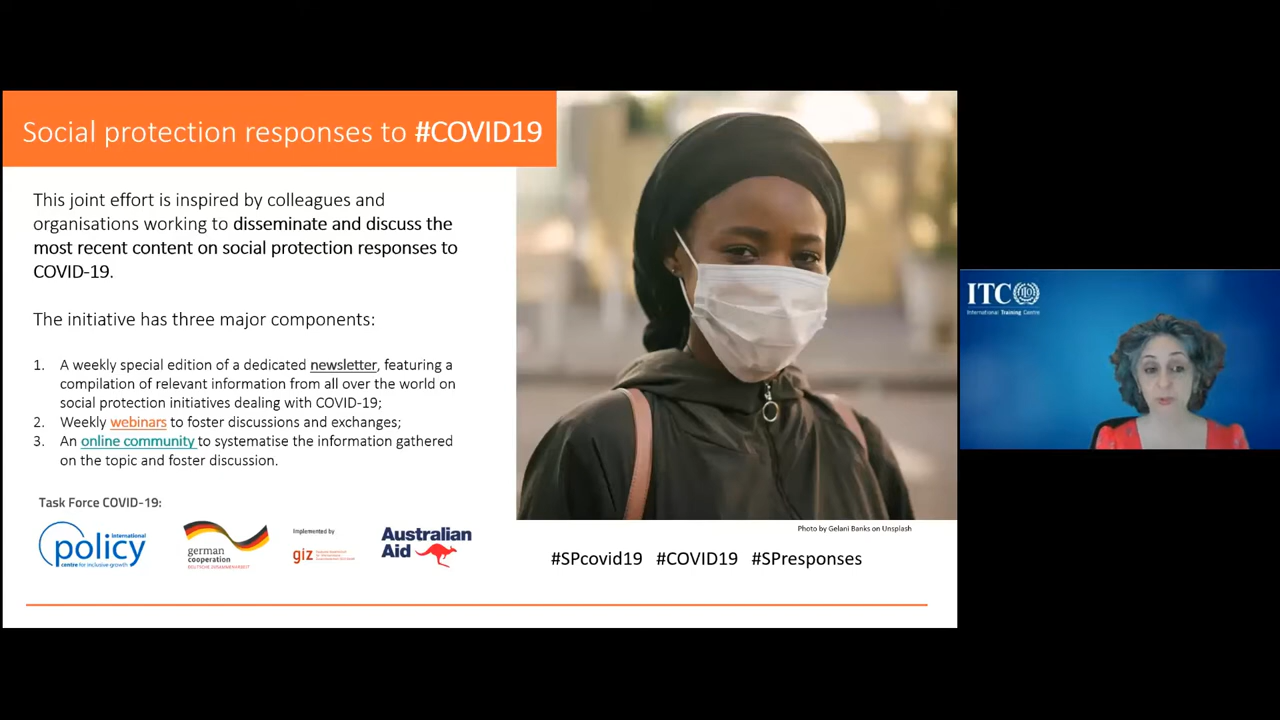 Social protection responses to #COVID19
This joint effort is inspired by colleagues and
organisations working to disseminate and discuss the
most recent content on social protection responses to
COVID-19.
The initiative has three major components:
1. A weekly special edition of a dedicated newsletter, featuring a
compilation of relevant information from all over the world on
social protection initiatives dealing with COVID-19;
2. Weekly webinars to foster discussions and exchanges;
3. An online community to systematise the information gathered
on the topic and foster discussion.
Task Force COVID-19:
international
policy
centre for inclusive growth
german
cooperation
DEUTSCHE ZUSAMMENARBEIT
Implemented by
giz
Australian
Aid
Photo by Gelani Banks on Unsplash
#SPcovid19 #COVID19 #SPresponses
ITC
International Training Centre